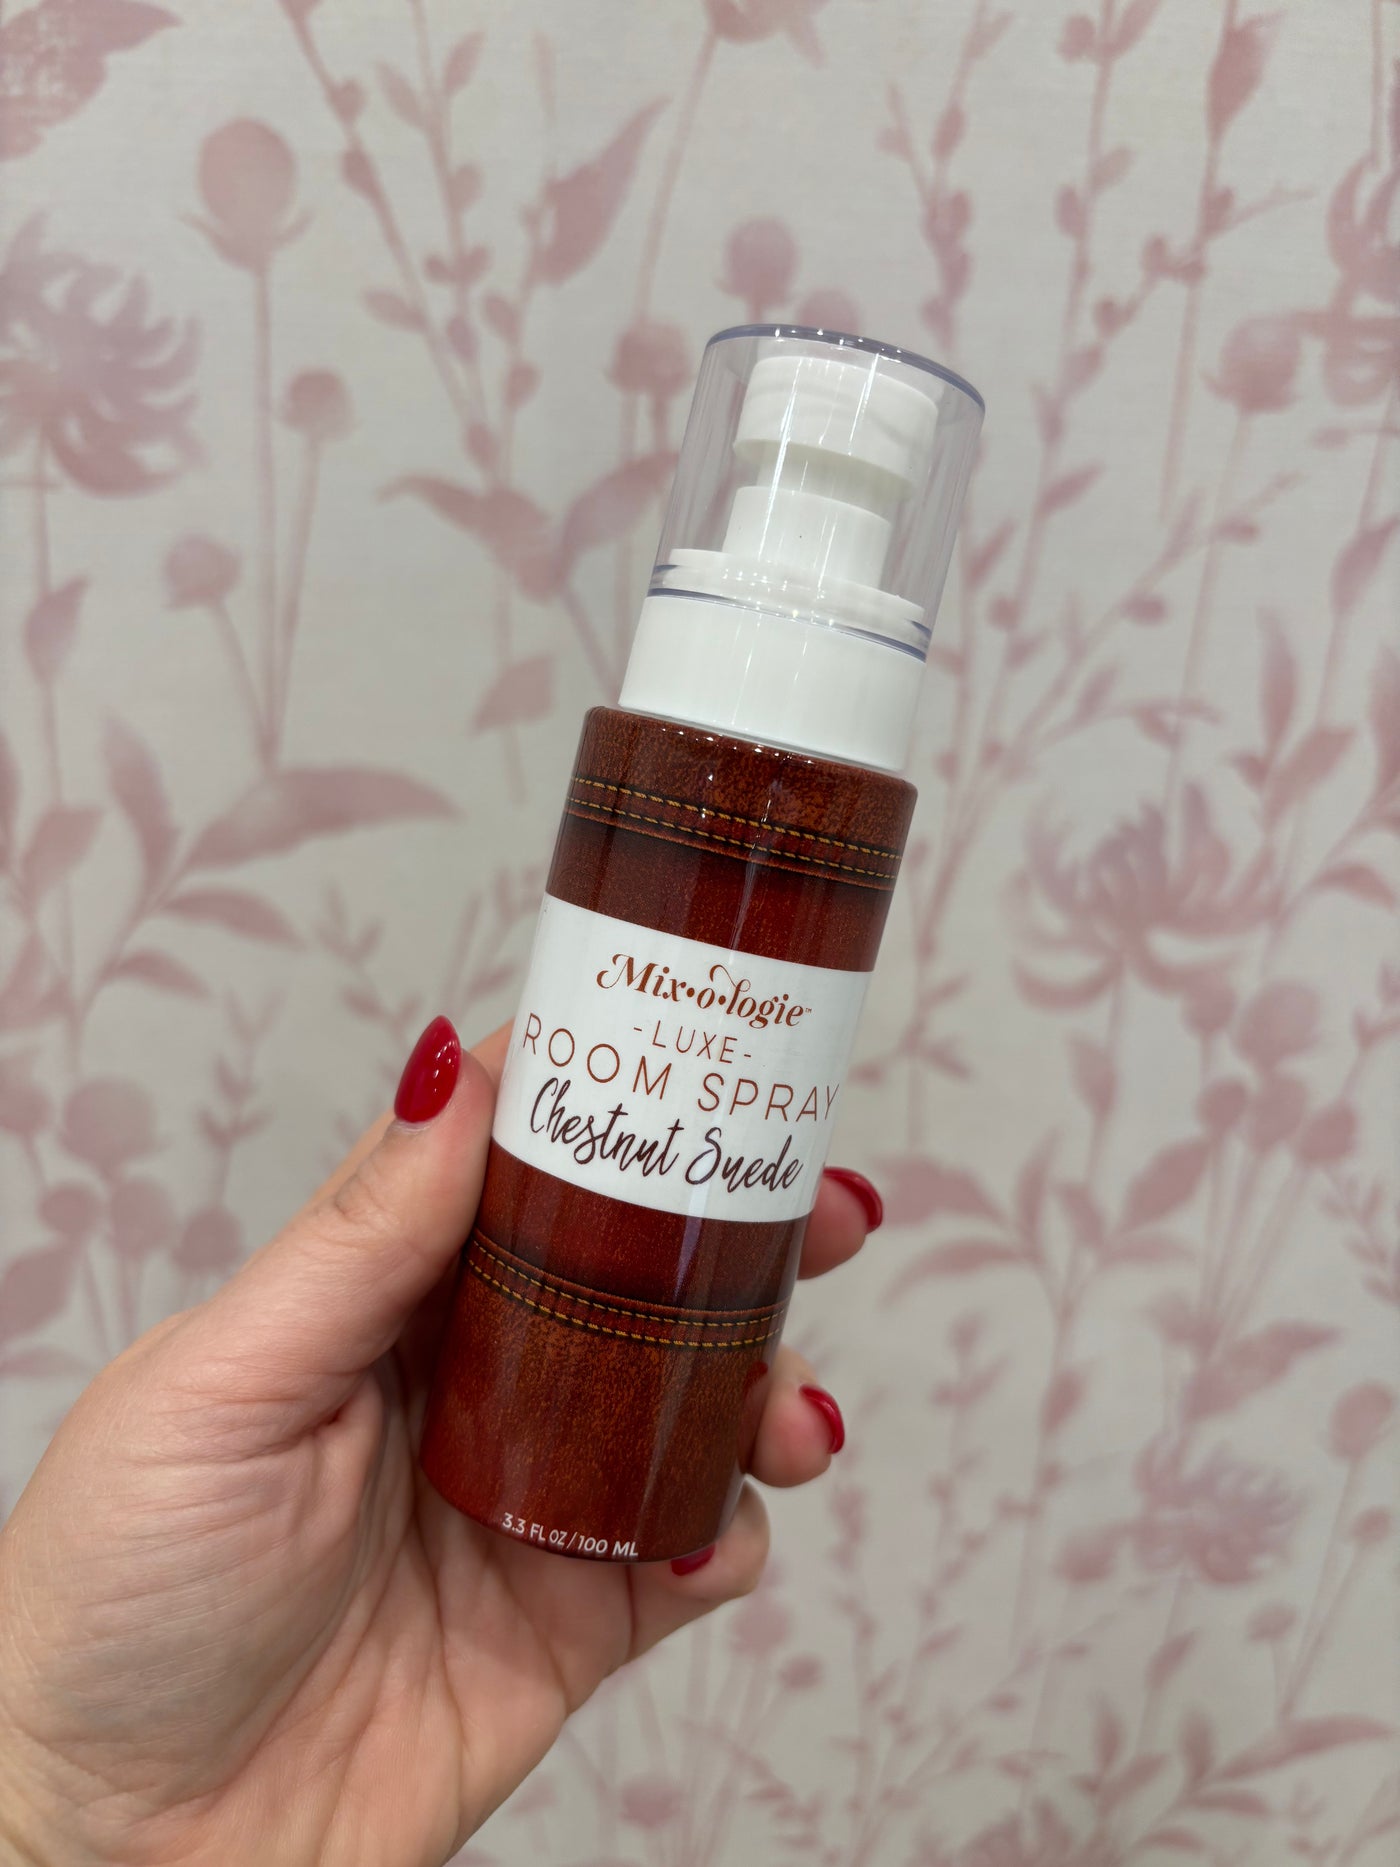 Mix•o•logie™
-LUXE-
ROOM SPRAY
Chestnut Suede
3.3 FL OZ/100 ML